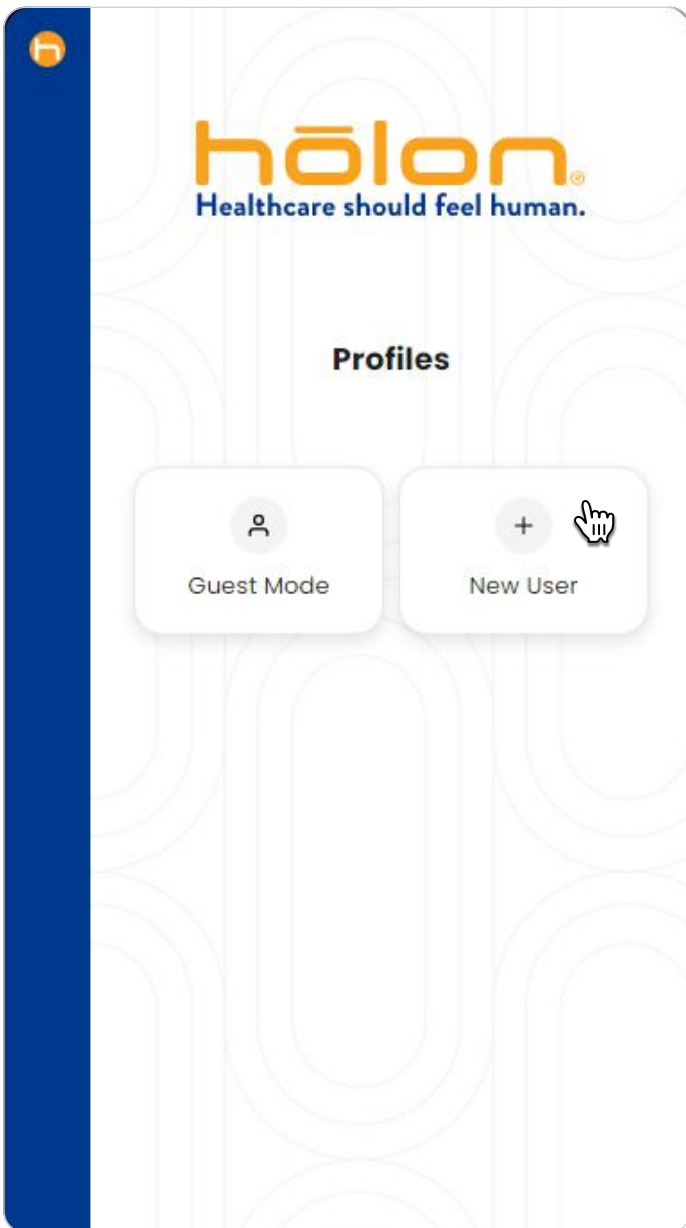 h
hōlon®
Healthcare should feel human.
Profiles
Guest Mode
New User